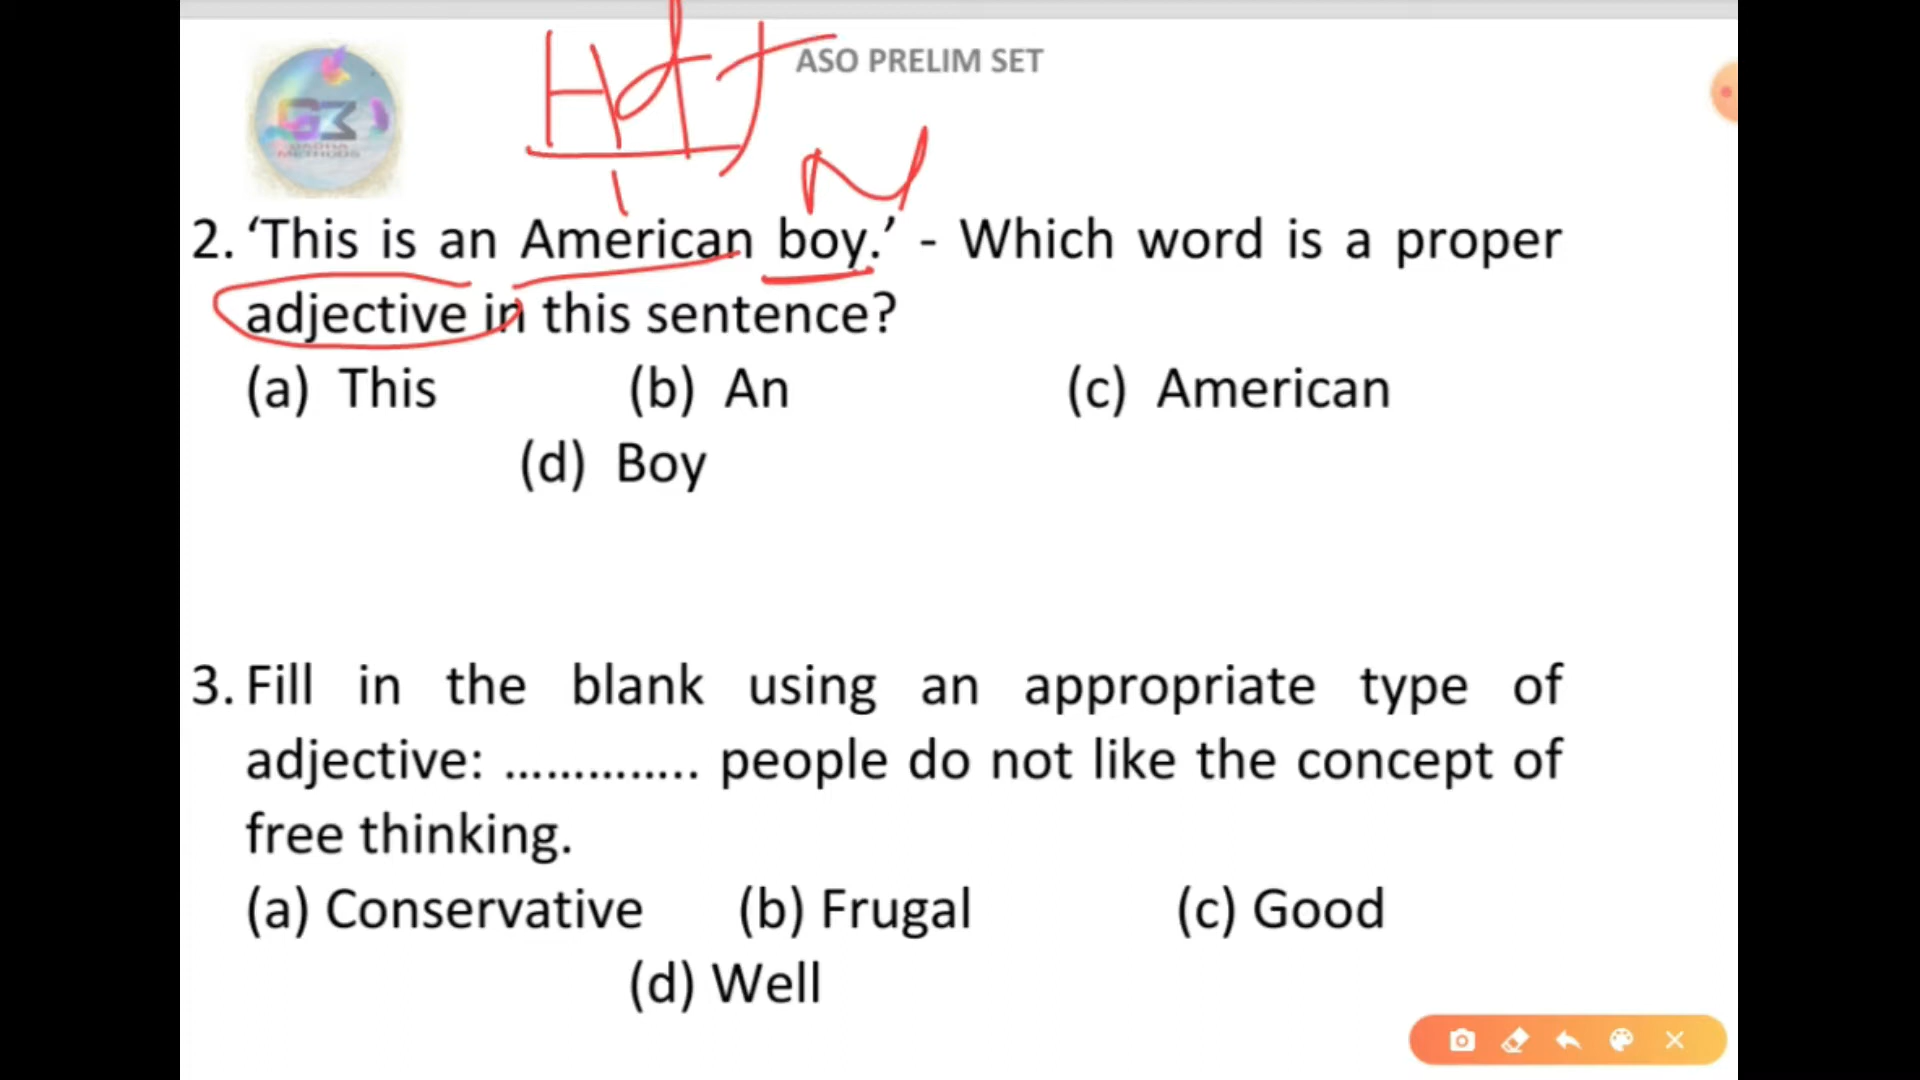 ASO PRELIM SET
G3
METHODS
N
2. ‘This is an American boy.’ - Which word is a proper
adjective in this sentence?
(a) This (b) An (c) American
(d) Boy
3. Fill in the blank using an appropriate type of
adjective: ………….. people do not like the concept of
free thinking.
(a) Conservative (b) Frugal (c) Good
(d) Well